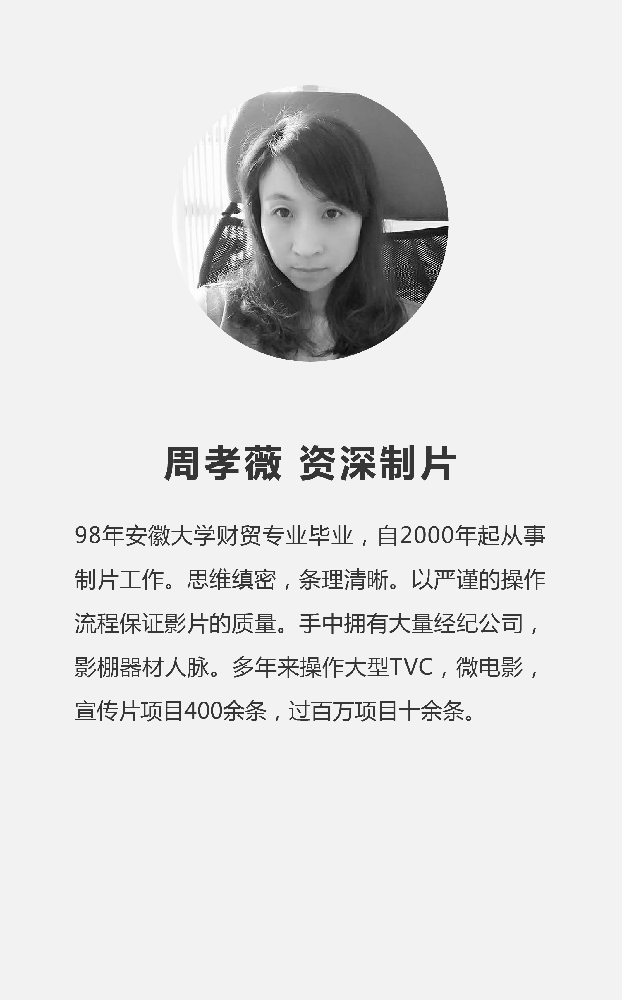 周孝薇 资深制片
98年安徽大学财贸专业毕业，自2000年起从事
制片工作。思维缜密，条理清晰。以严谨的操作
流程保证影片的质量。手中拥有大量经纪公司，
影棚器材人脉。多年来操作大型TVC，微电影，
宣传片项目400余条，过百万项目十余条。